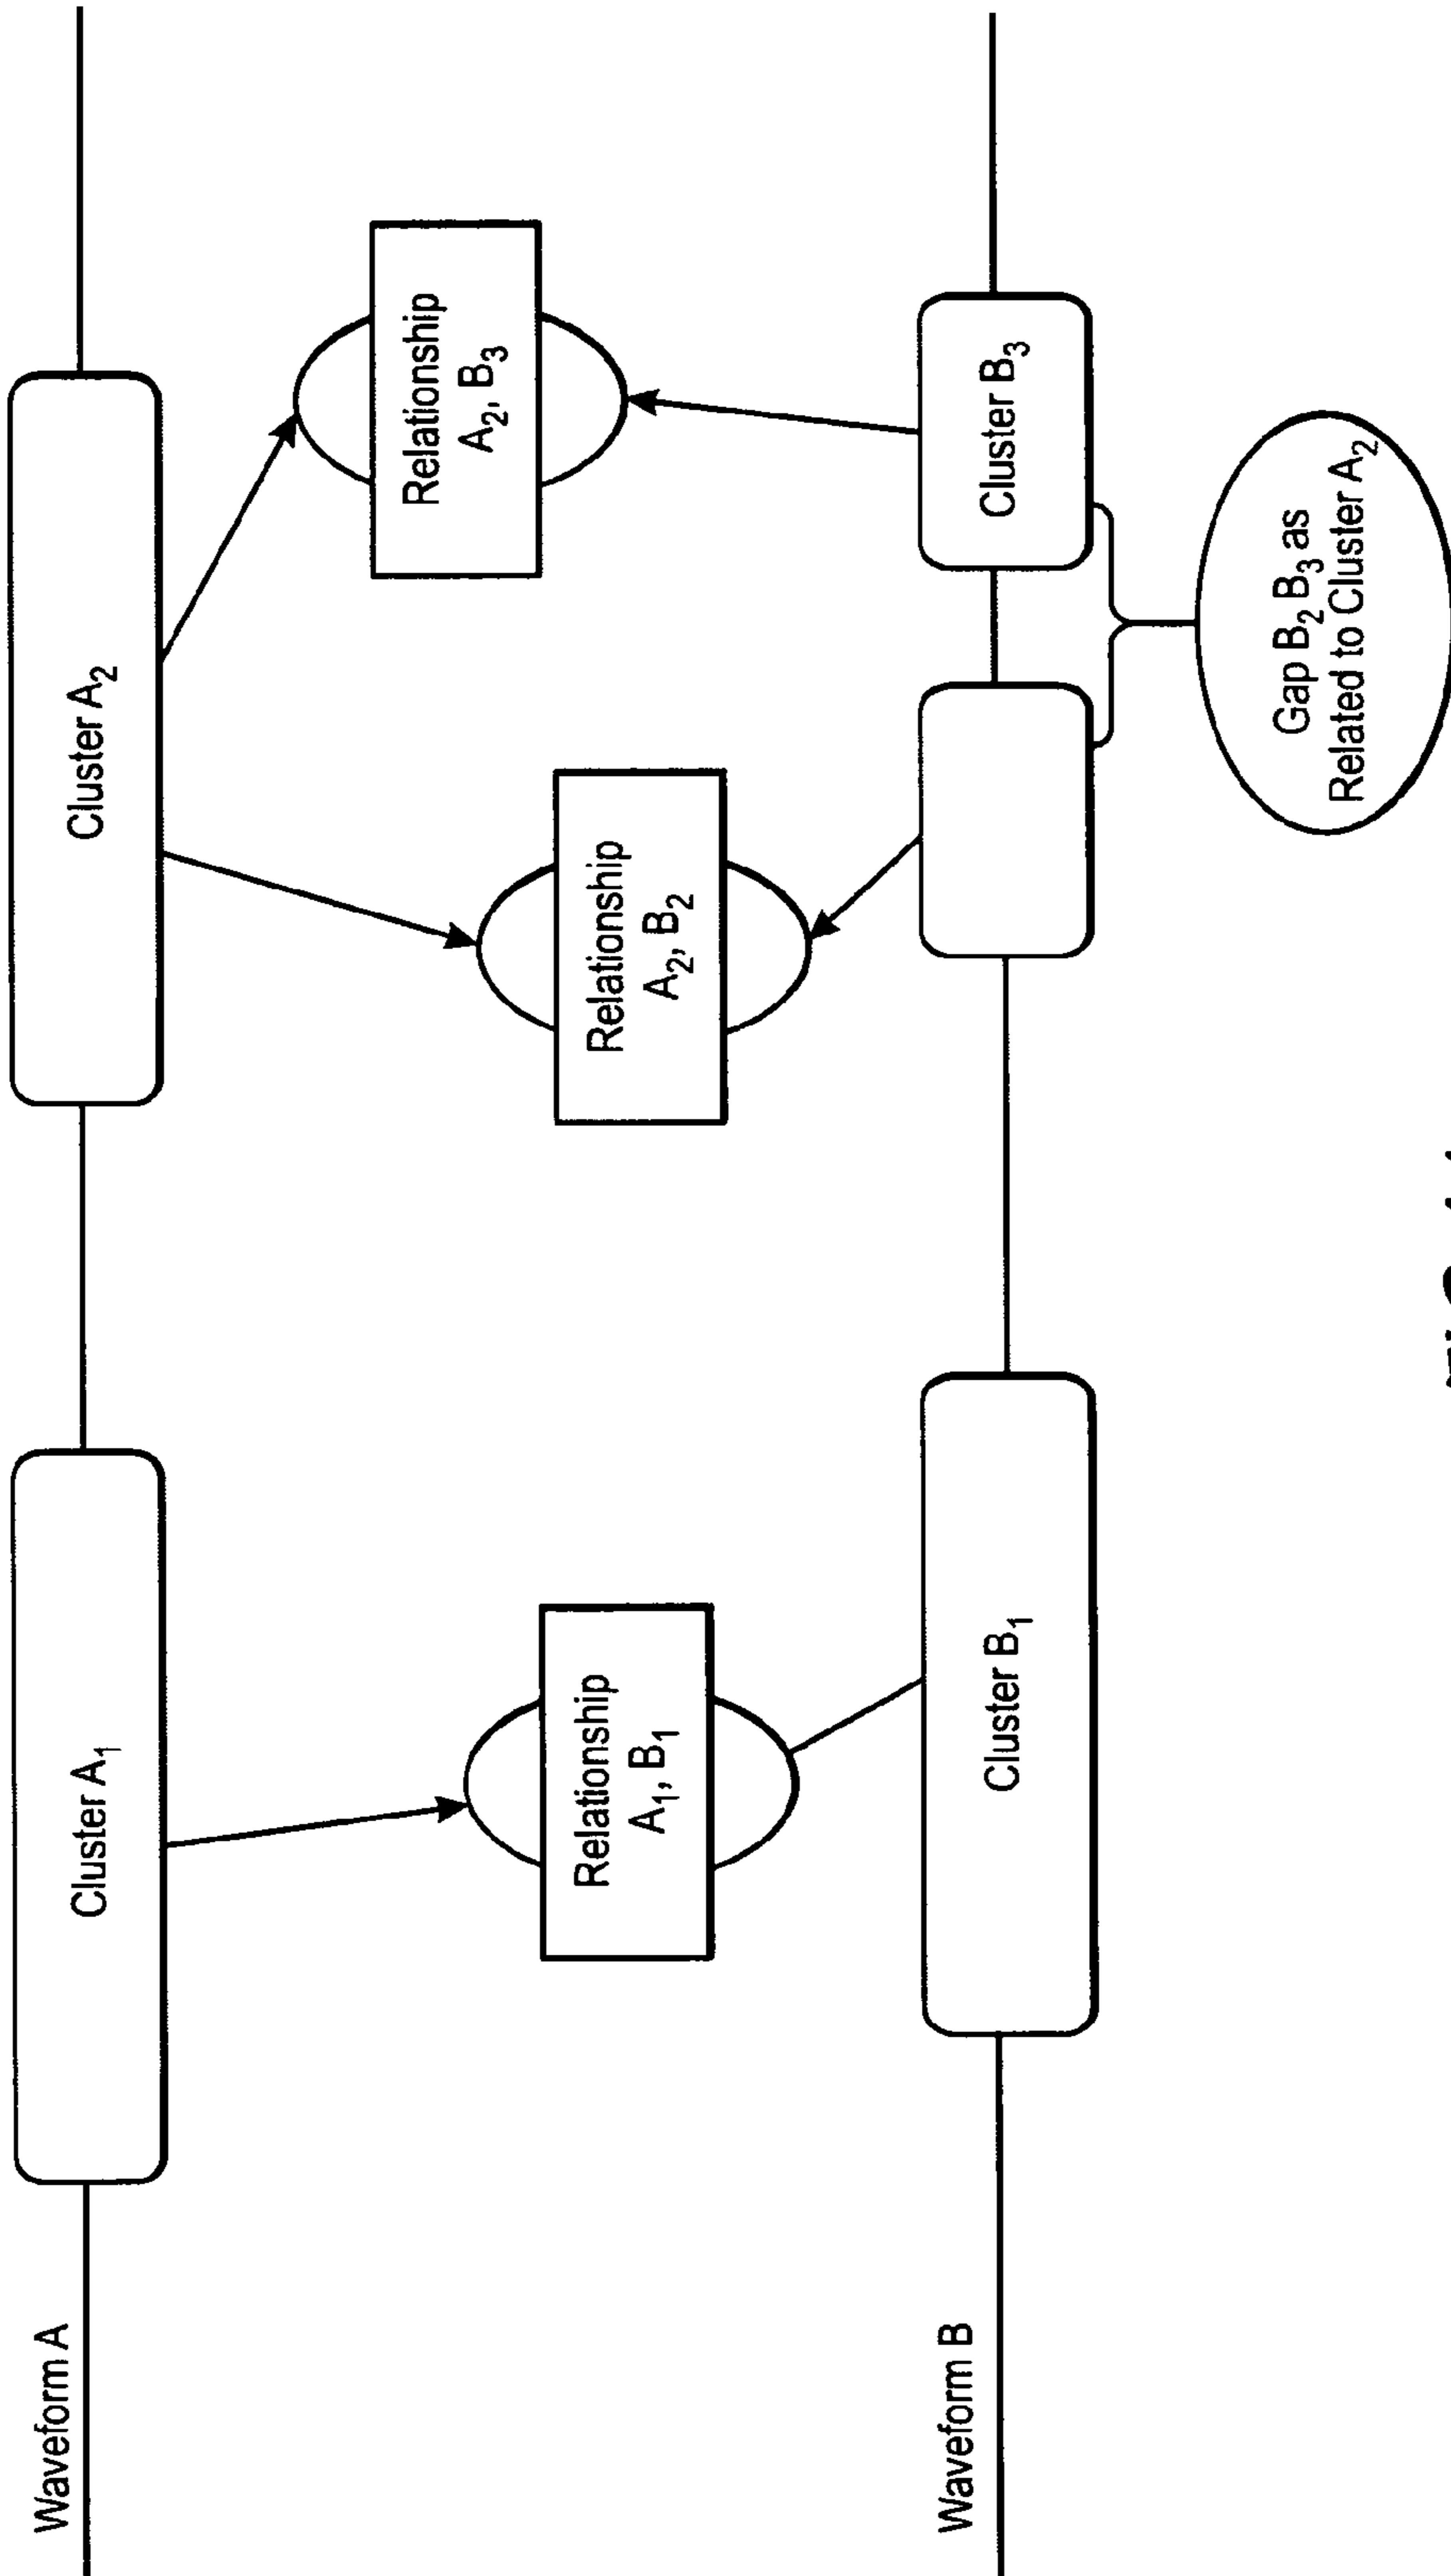 Waveform A
Cluster A₁
Cluster A₂
Relationship
A₁, B₁
Relationship
A₂, B₂
Relationship
A₂, B₃
Waveform B
Cluster B₁
Cluster B₃
Gap B₂ B₃ as
Related to Cluster A₂